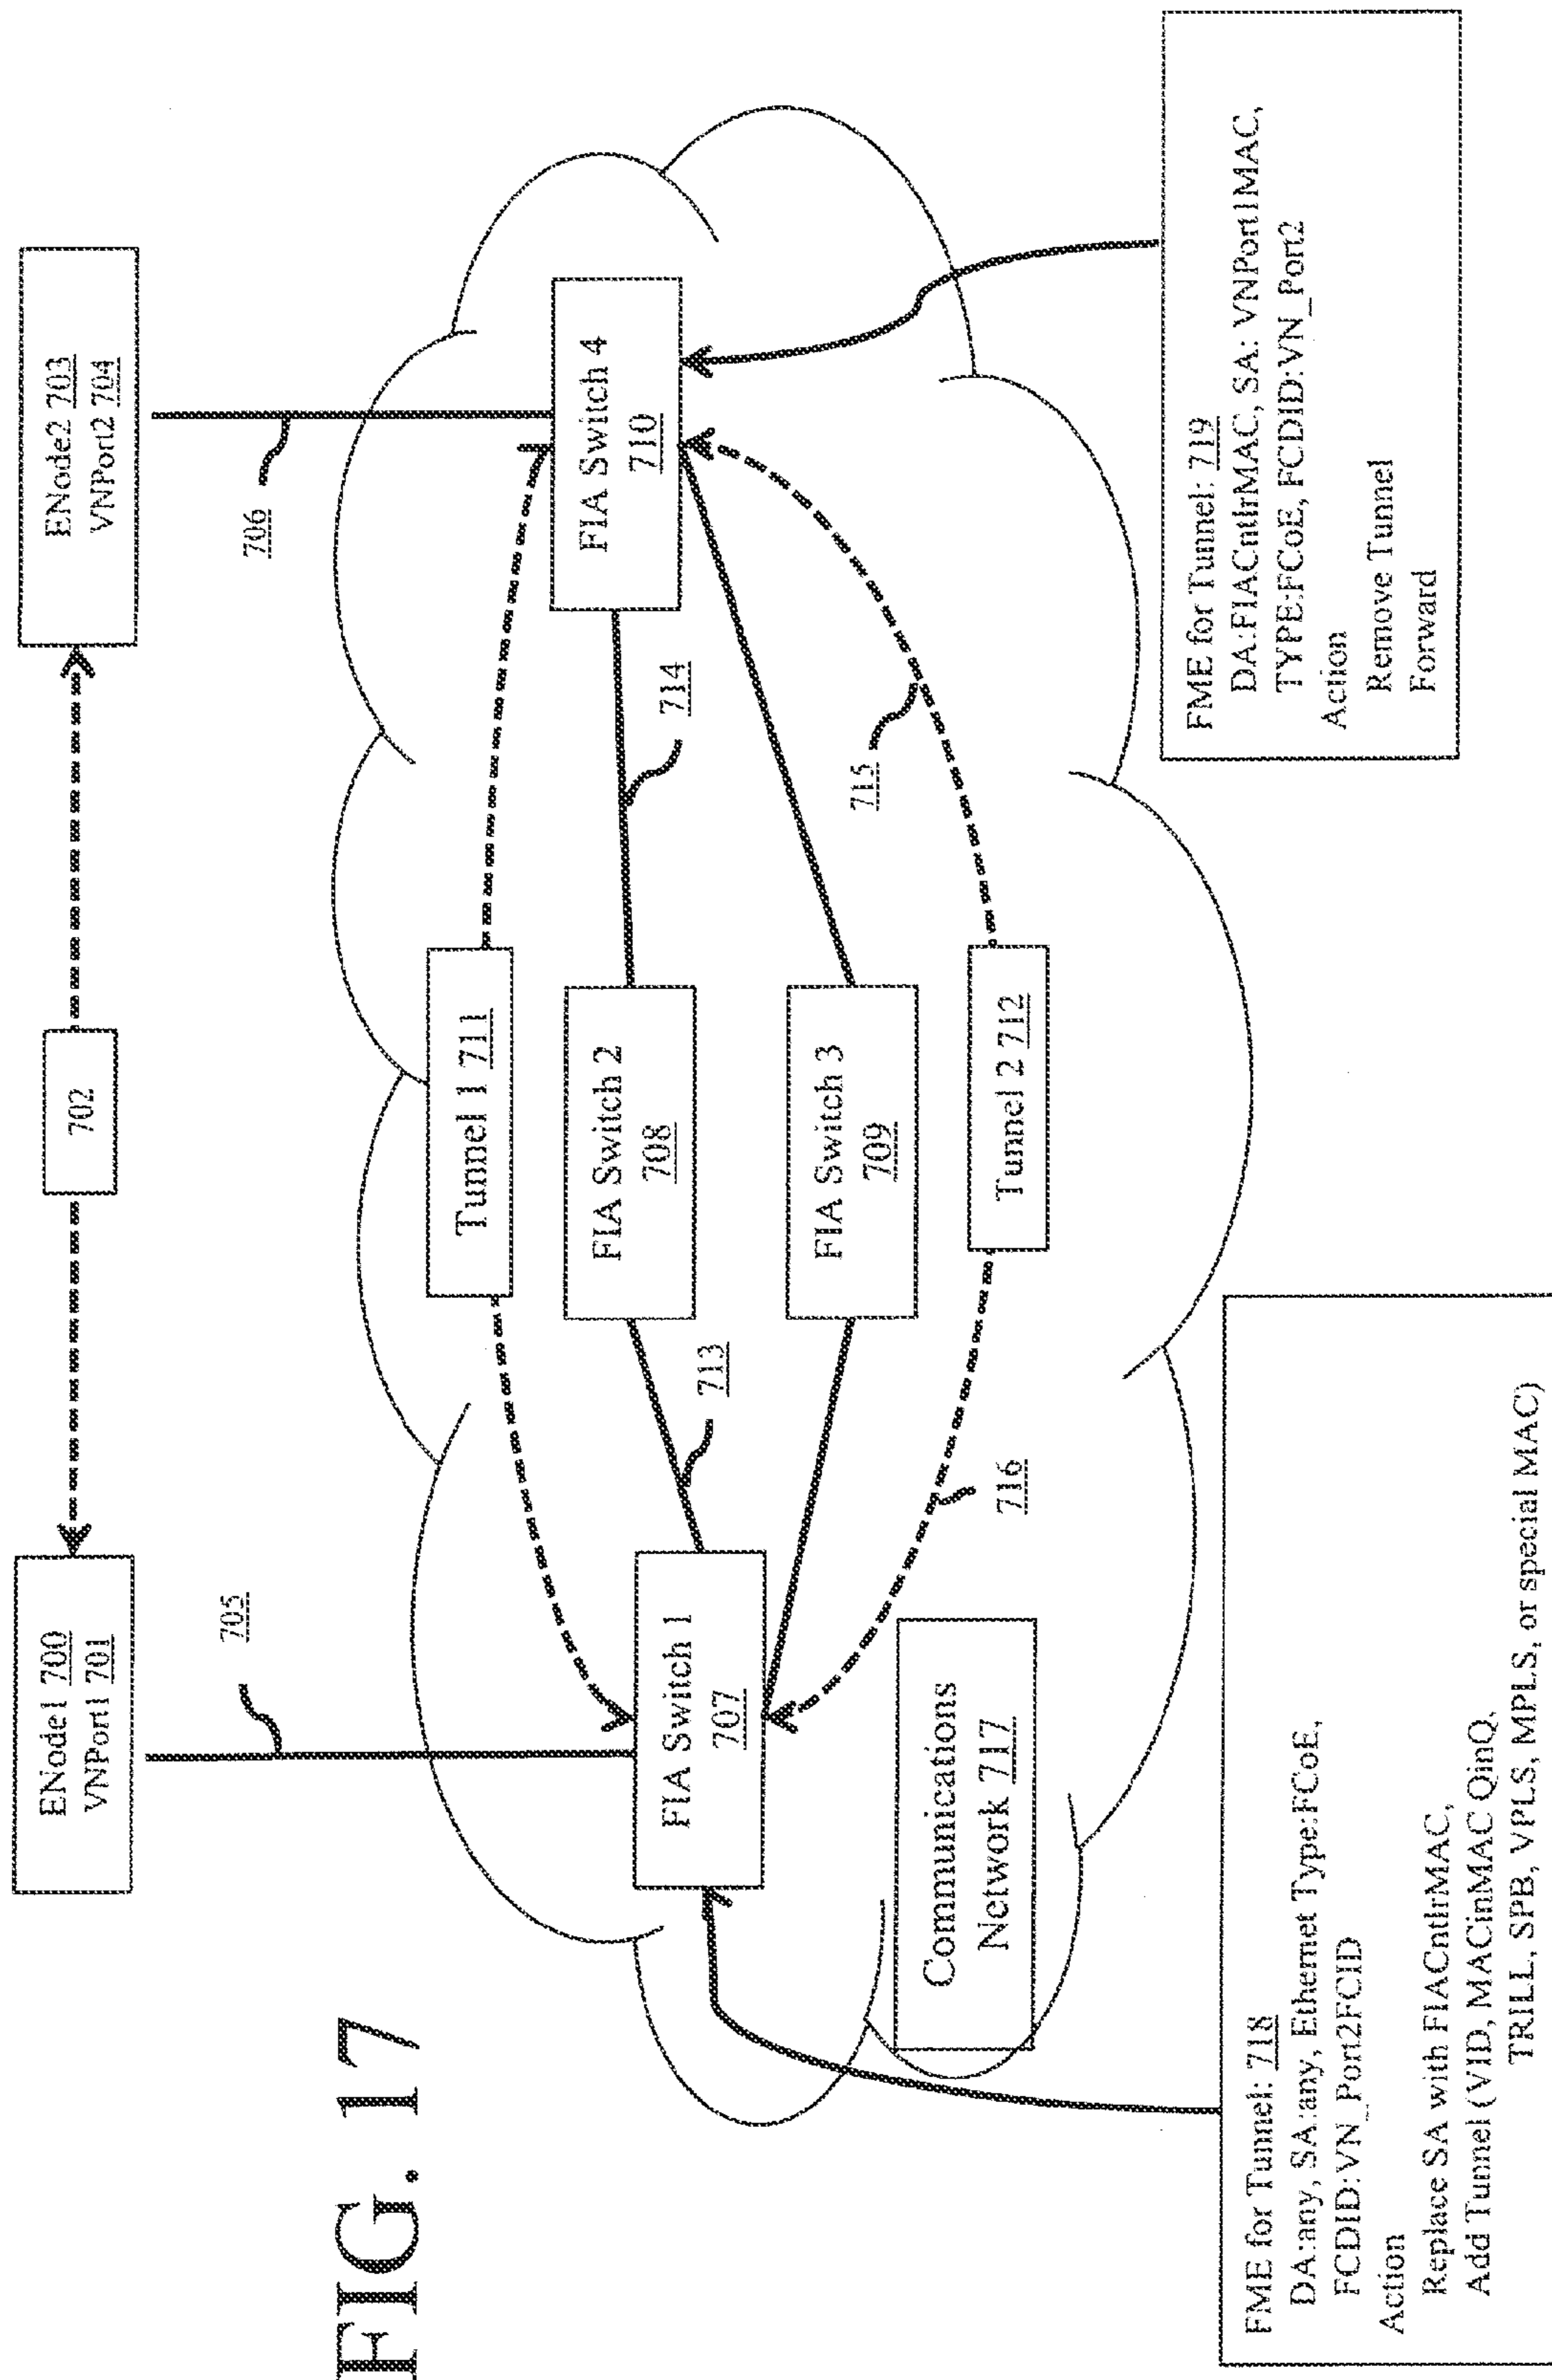 FIG. 17
ENode1 700
VNPort1 701
702
ENode2 703
VNPort2 704
705
706
Tunnel 1 711
FIA Switch 1
707
713
FIA Switch 2
708
714
FIA Switch 4
710
FIA Switch 3
709
715
716
Tunnel 2 712
Communications
Network 717
FME for Tunnel: 718
DA:any, SA:any, Ethernet Type:FCoE,
FCDID:VN_Port2FCID
Action
Replace SA with FIACntlrMAC,
Add Tunnel (VID, MACinMAC QinQ,
TRILL, SPB, VPLS, MPLS, or special MAC)
FME for Tunnel: 719
DA:FIACntlrMAC, SA: VNPort1MAC,
TYPE:FCoE, FCDID:VN_Port2
Action
Remove Tunnel
Forward